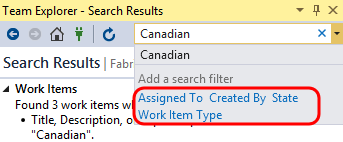 Team Explorer - Search Results
Canadian
Canadian
Search Results | Fabr
Add a search filter
Assigned To Created By State
Work Item Type
Work Items
Found 3 work items wh
Title, Description, o
"Canadian".